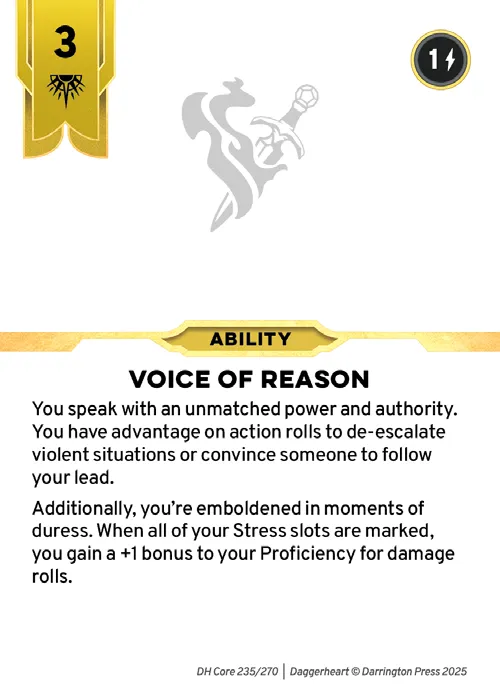 3
1
ABILITY
VOICE OF REASON
You speak with an unmatched power and authority.
You have advantage on action rolls to de-escalate
violent situations or convince someone to follow
your lead.
Additionally, you’re emboldened in moments of
duress. When all of your Stress slots are marked,
you gain a +1 bonus to your Proficiency for damage
rolls.
DH Core 235/270 | Daggerheart © Darrington Press 2025